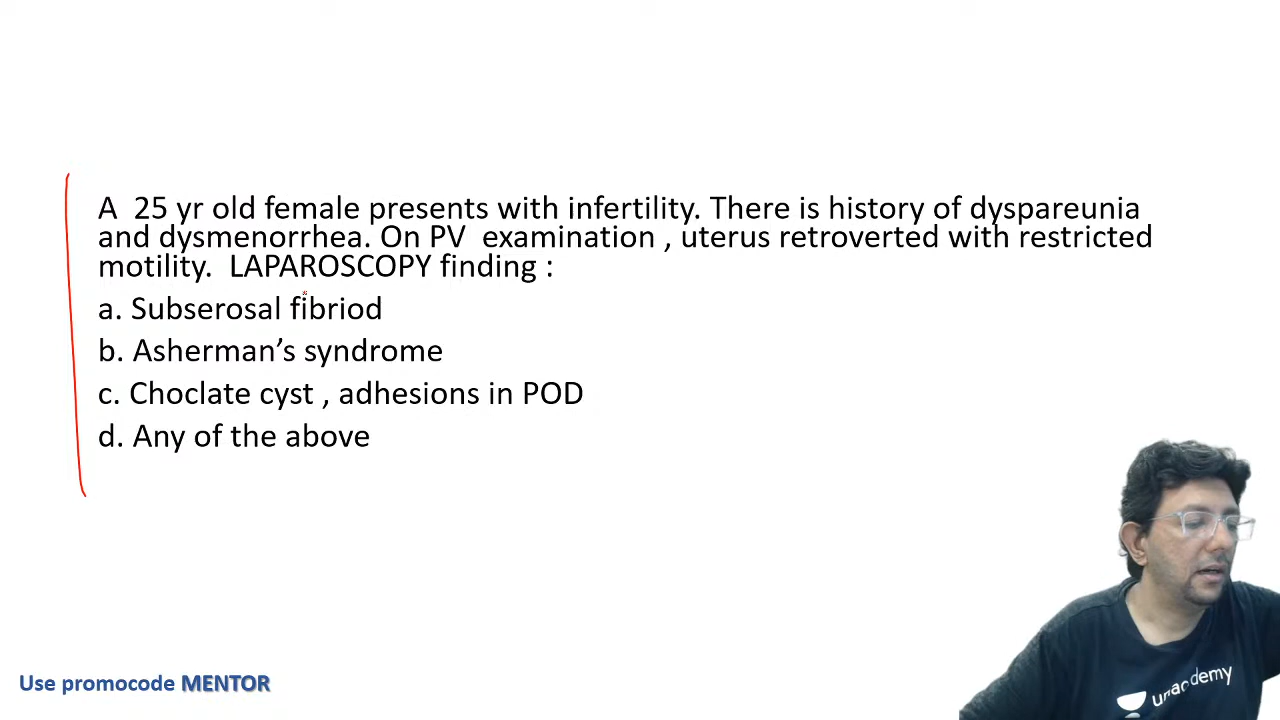 A 25 yr old female presents with infertility. There is history of dyspareunia
and dysmenorrhea. On PV examination , uterus retroverted with restricted
motility. LAPAROSCOPY finding :
a. Subserosal fibriod
b. Asherman’s syndrome
c. Choclate cyst , adhesions in POD
d. Any of the above
Use promocode MENTOR
unacademy